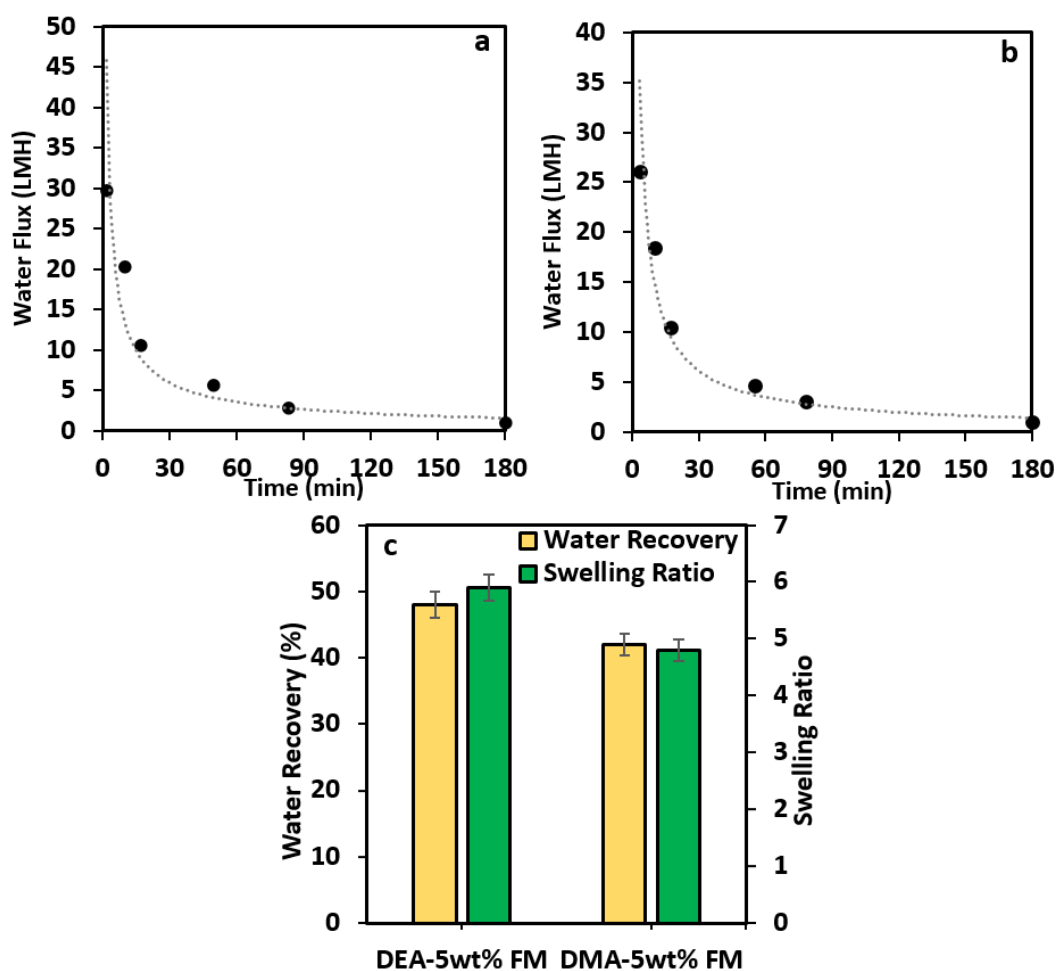 a
Water Flux (LMH)
50
45
40
35
30
25
20
15
10
5
0
0 30 60 90 120 150 180
Time (min)
b
Water Flux (LMH)
40
35
30
25
20
15
10
5
0
0 30 60 90 120 150 180
Time (min)
c
Water Recovery
Swelling Ratio
Water Recovery (%)
60
50
40
30
20
10
0
7
6
5
4
3
2
1
0
Swelling Ratio
DEA-5wt% FM DMA-5wt% FM